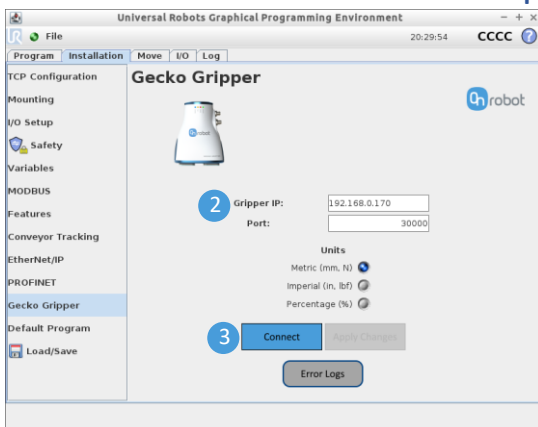 Universal Robots Graphical Programming Environment
File
20:29:54
CCCC
?
Program Installation Move I/O Log
TCP Configuration
Mounting
I/O Setup
Safety
Variables
MODBUS
Features
Conveyor Tracking
EtherNet/IP
PROFINET
Gecko Gripper
Default Program
Load/Save
Gecko Gripper
OnRobot
onrobot
2
Gripper IP: 192.168.0.170
Port: 30000
Units
Metric (mm, N)
Imperial (in, lbf)
Percentage (%)
3
Connect
Apply Changes
Error Logs